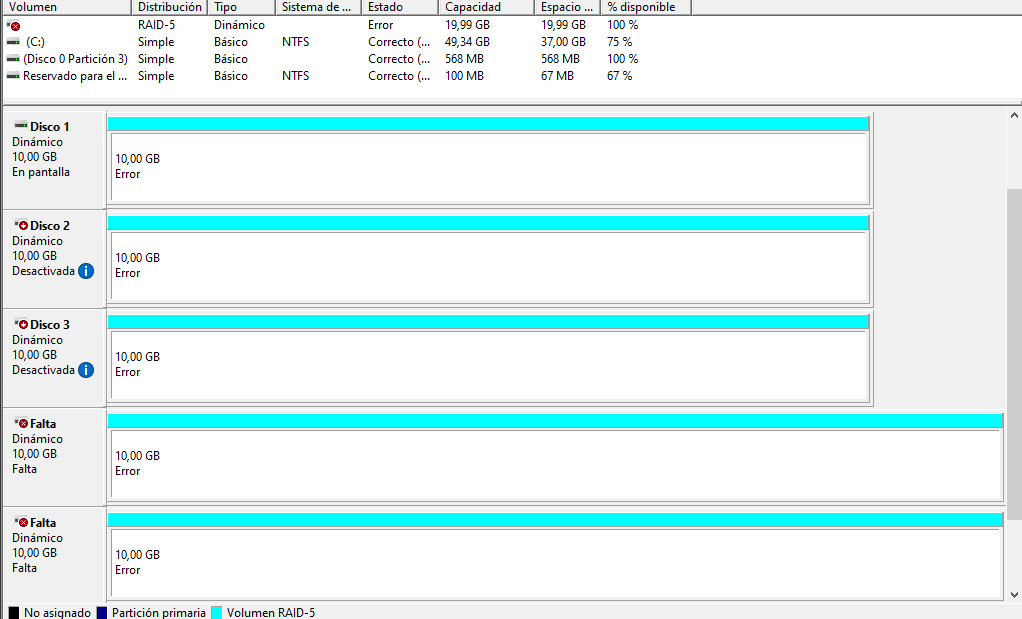 Volumen Distribución Tipo Sistema de ... Estado Capacidad Espacio ... % disponible
RAID-5 Dinámico Error 19,99 GB 19,99 GB 100 %
(C:) Simple Básico NTFS Correcto (... 49,34 GB 37,00 GB 75 %
(Disco 0 Partición 3) Simple Básico Correcto (... 568 MB 568 MB 100 %
Reservado para el ... Simple Básico NTFS Correcto (... 100 MB 67 MB 67 %
Disco 1
Dinámico
10,00 GB
En pantalla
10,00 GB
Error
Disco 2
Dinámico
10,00 GB
Desactivada i
10,00 GB
Error
Disco 3
Dinámico
10,00 GB
Desactivada i
10,00 GB
Error
Falta
Dinámico
10,00 GB
Falta
10,00 GB
Error
Falta
Dinámico
10,00 GB
Falta
10,00 GB
Error
No asignado Partición primaria Volumen RAID-5